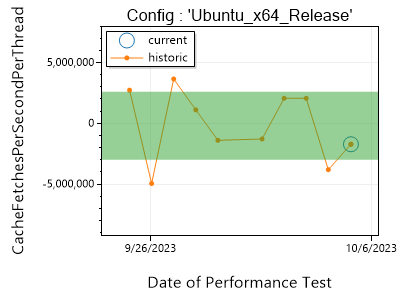 Config : 'Ubuntu_x64_Release'
CacheFetchesPerSecondPerThread
current
historic
5,000,000
0
-5,000,000
9/26/2023
10/6/2023
Date of Performance Test